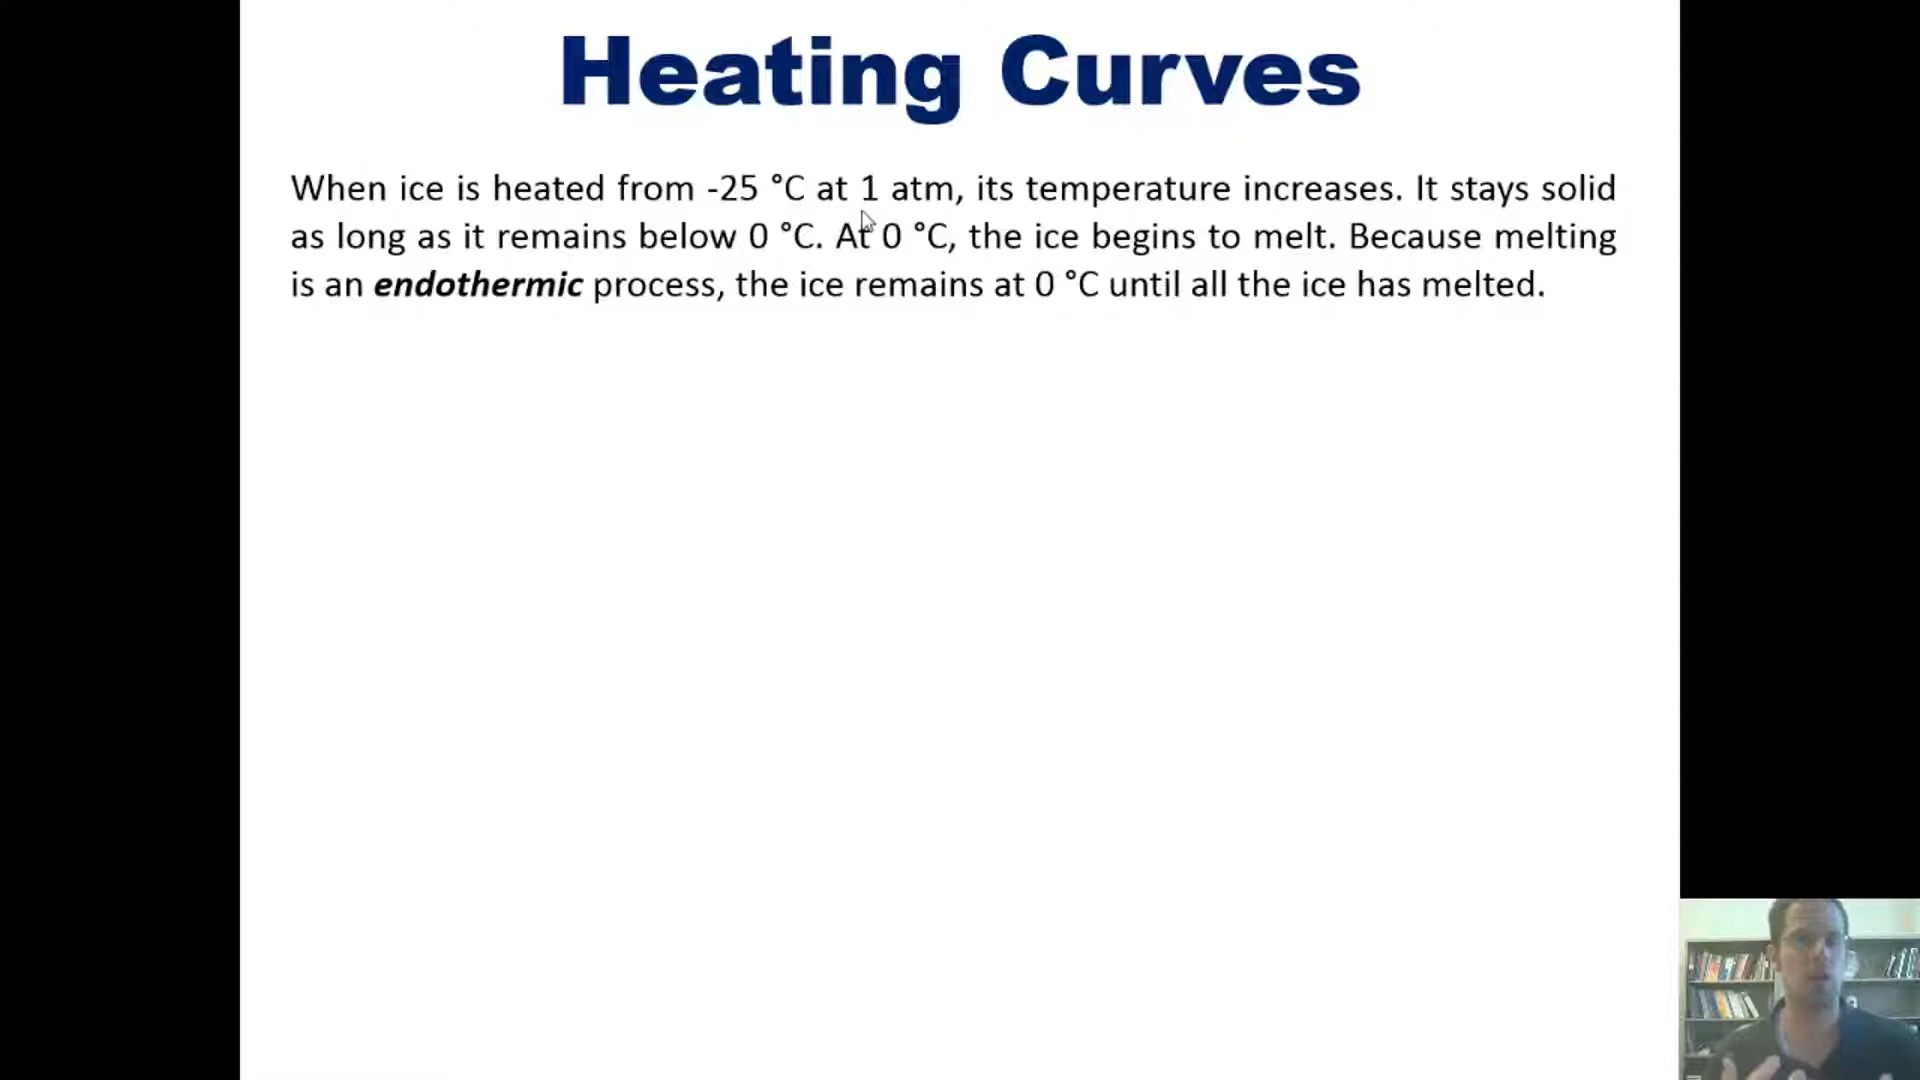 Heating Curves
When ice is heated from -25 °C at 1 atm, its temperature increases. It stays solid
as long as it remains below 0 °C. At 0 °C, the ice begins to melt. Because melting
is an endothermic process, the ice remains at 0 °C until all the ice has melted.